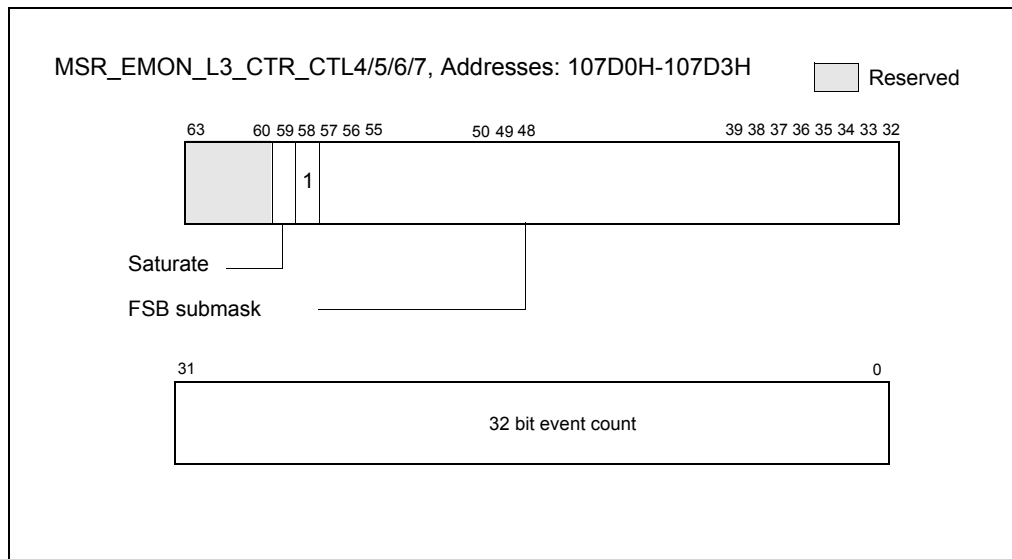 MSR_EMON_L3_CTR_CTL4/5/6/7, Addresses: 107D0H-107D3H
Reserved
63 60 59 58 57 56 55 50 49 48 39 38 37 36 35 34 33 32
1
Saturate
FSB submask
31 0
32 bit event count